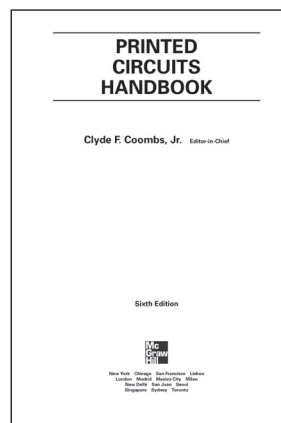 PRINTED
CIRCUITS
HANDBOOK
Clyde F. Coombs, Jr. Editor-in-Chief
Sixth Edition
Mc
Graw
Hill
New York Chicago San Francisco Lisbon
London Madrid Mexico City Milan
New Delhi San Juan Seoul
Singapore Sydney Toronto